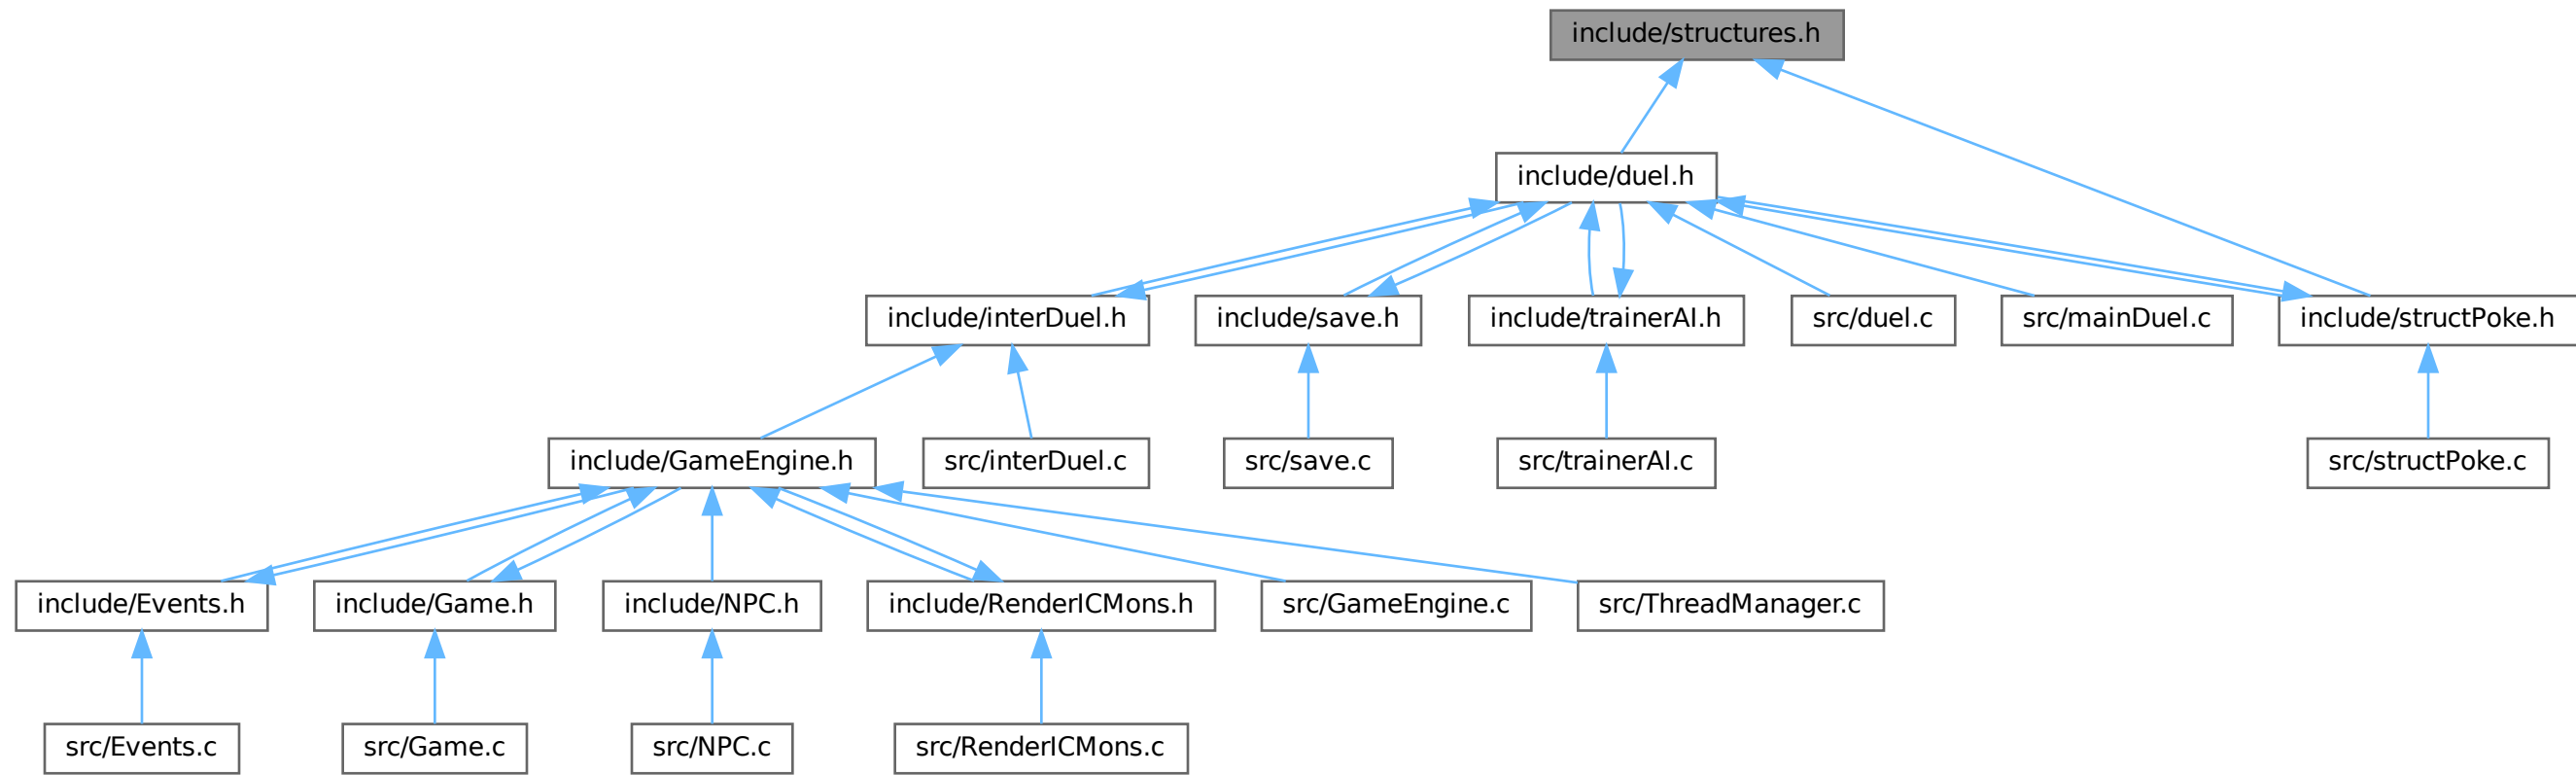 include/structures.h
include/duel.h
include/interDuel.h
include/save.h
include/trainerAI.h
src/duel.c
src/mainDuel.c
include/structPoke.h
include/GameEngine.h
src/interDuel.c
src/save.c
src/trainerAI.c
src/structPoke.c
include/Events.h
include/Game.h
include/NPC.h
include/RenderICMons.h
src/GameEngine.c
src/ThreadManager.c
src/Events.c
src/Game.c
src/NPC.c
src/RenderICMons.c